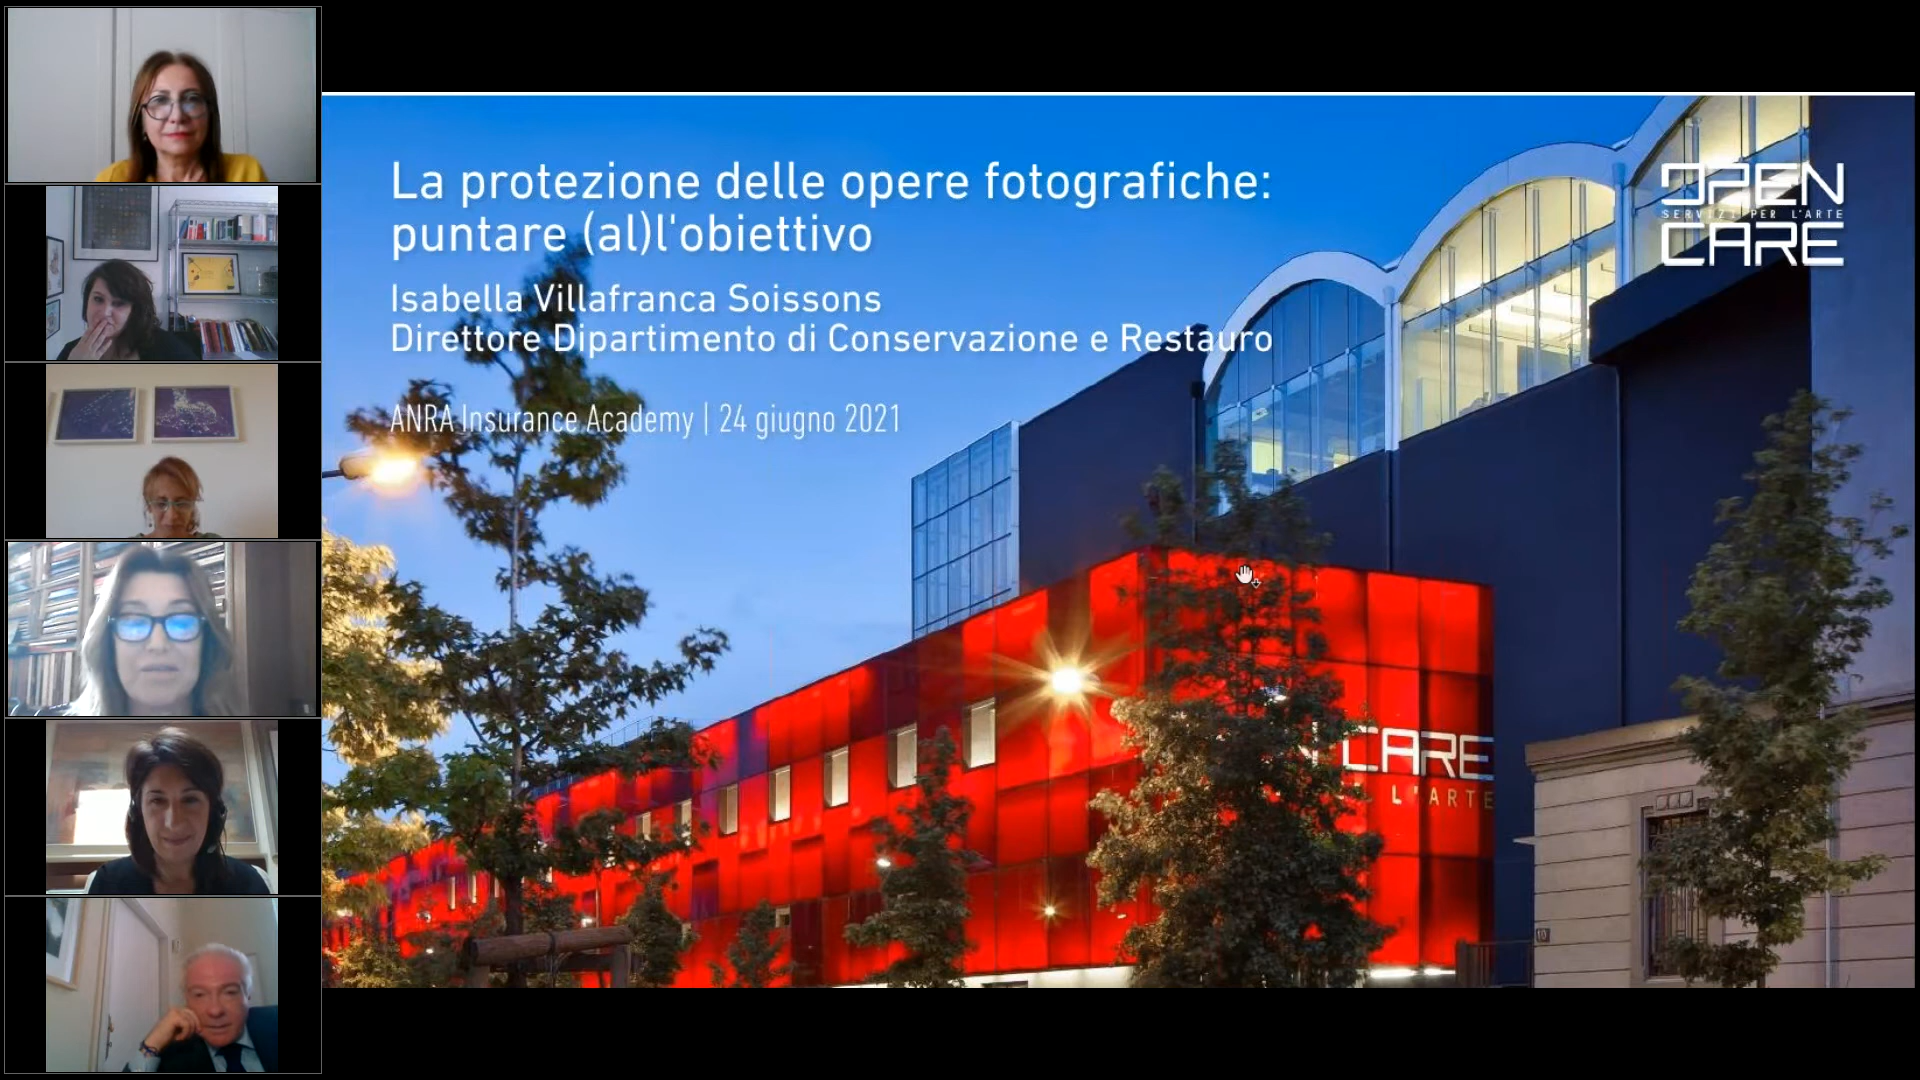 La protezione delle opere fotografiche:
puntare (al)l'obiettivo
Isabella Villafranca Soissons
Direttore Dipartimento di Conservazione e Restauro
ANRA Insurance Academy | 24 giugno 2021
OPEN
SERVIZI PER L'ARTE
CARE
CARE
L'ARTE